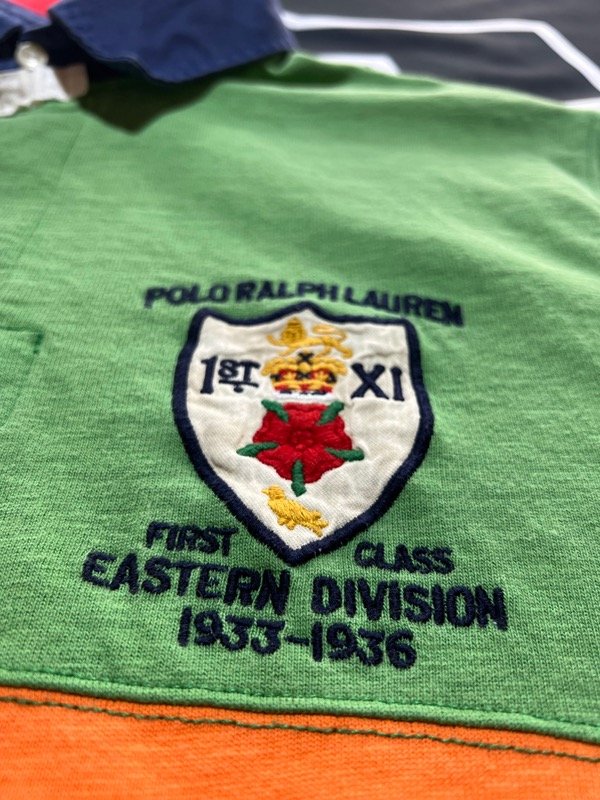 POLO RALPH LAUREN
1ST XI
FIRST CLASS
EASTERN DIVISION
1933-1936